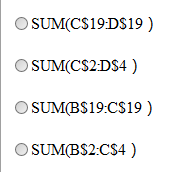 SUM(C$19:D$19 )
SUM(C$2:D$4 )
SUM(B$19:C$19 )
SUM(B$2:C$4 )